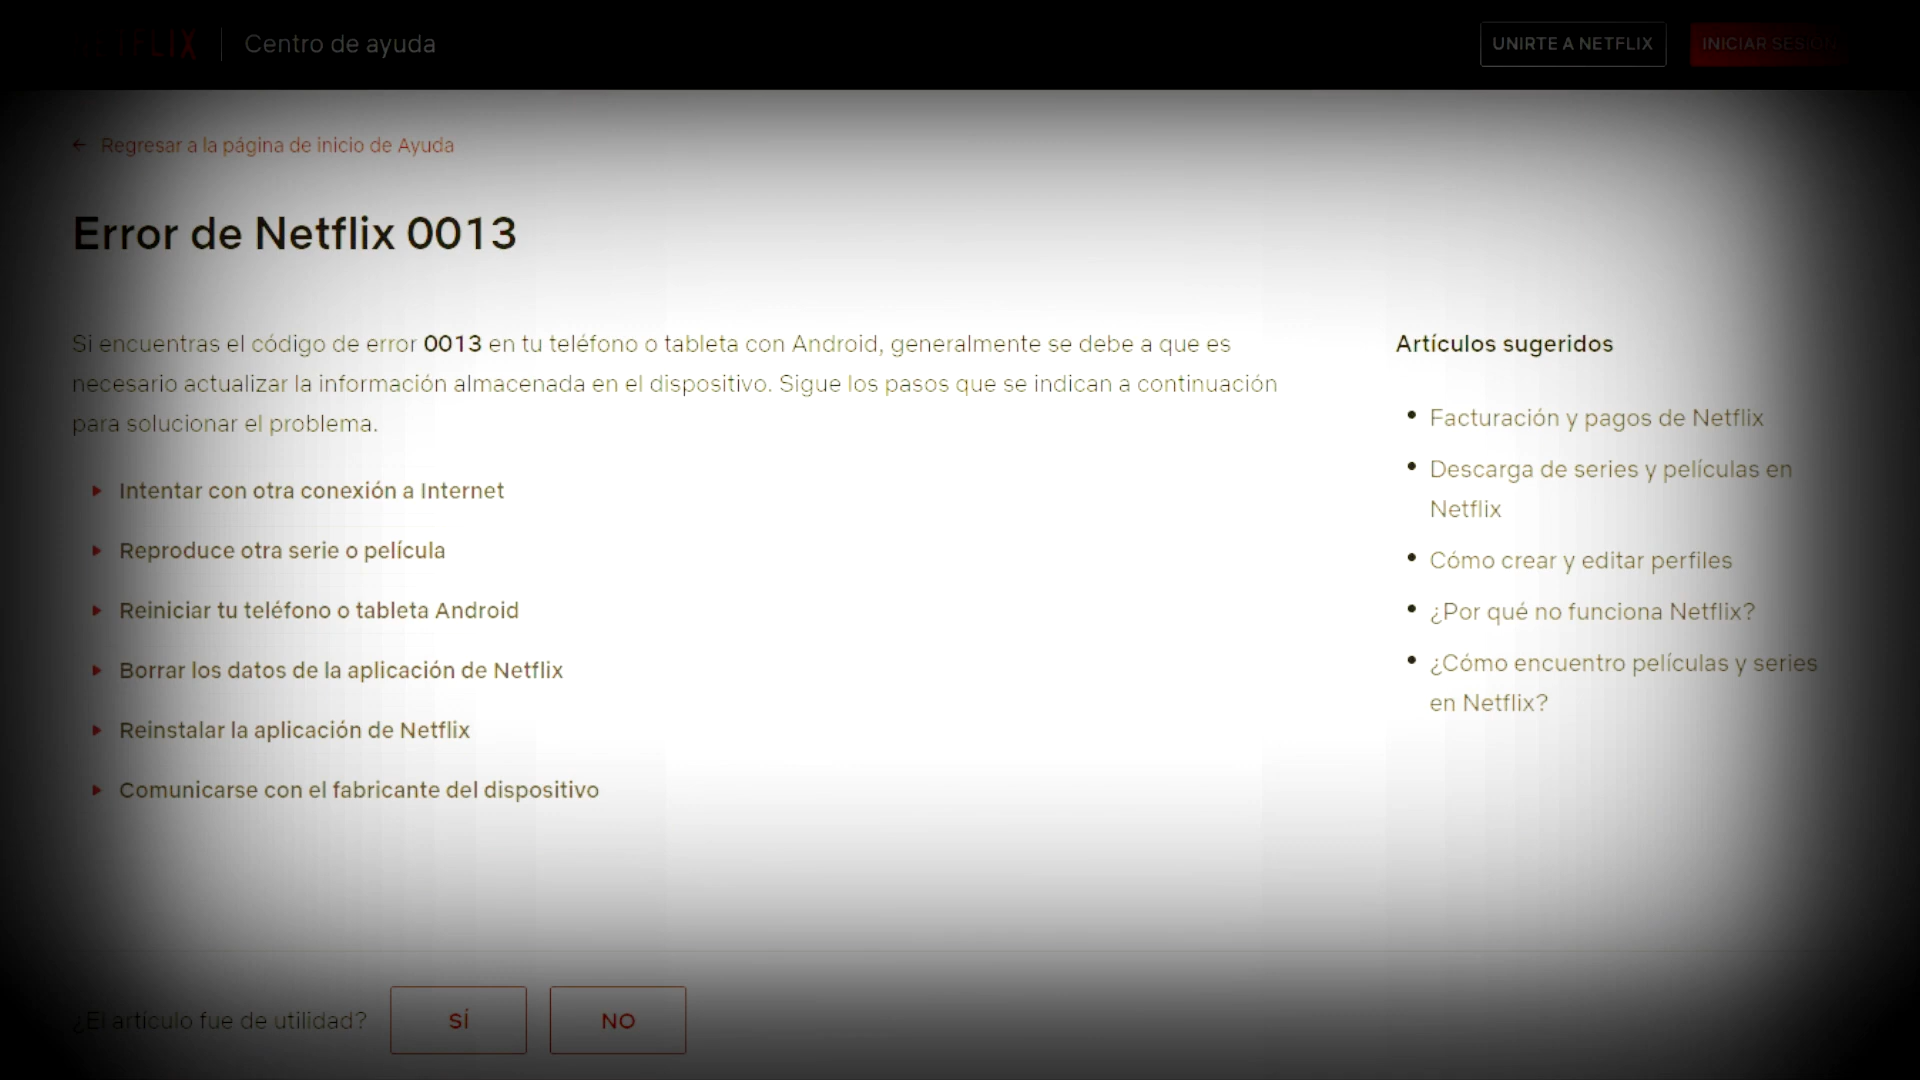 NETFLIX
Centro de ayuda
UNIRTE A NETFLIX
INICIAR SESIÓN
Regresar a la página de inicio de Ayuda
Error de Netflix 0013
Si encuentras el código de error 0013 en tu teléfono o tableta con Android, generalmente se debe a que es
necesario actualizar la información almacenada en el dispositivo. Sigue los pasos que se indican a continuación
para solucionar el problema.
Intentar con otra conexión a Internet
Reproduce otra serie o película
Reiniciar tu teléfono o tableta Android
Borrar los datos de la aplicación de Netflix
Reinstalar la aplicación de Netflix
Comunicarse con el fabricante del dispositivo
Artículos sugeridos
Facturación y pagos de Netflix
Descarga de series y películas en
Netflix
Cómo crear y editar perfiles
¿Por qué no funciona Netflix?
¿Cómo encuentro películas y series
en Netflix?
¿El artículo fue de utilidad?
SÍ
NO